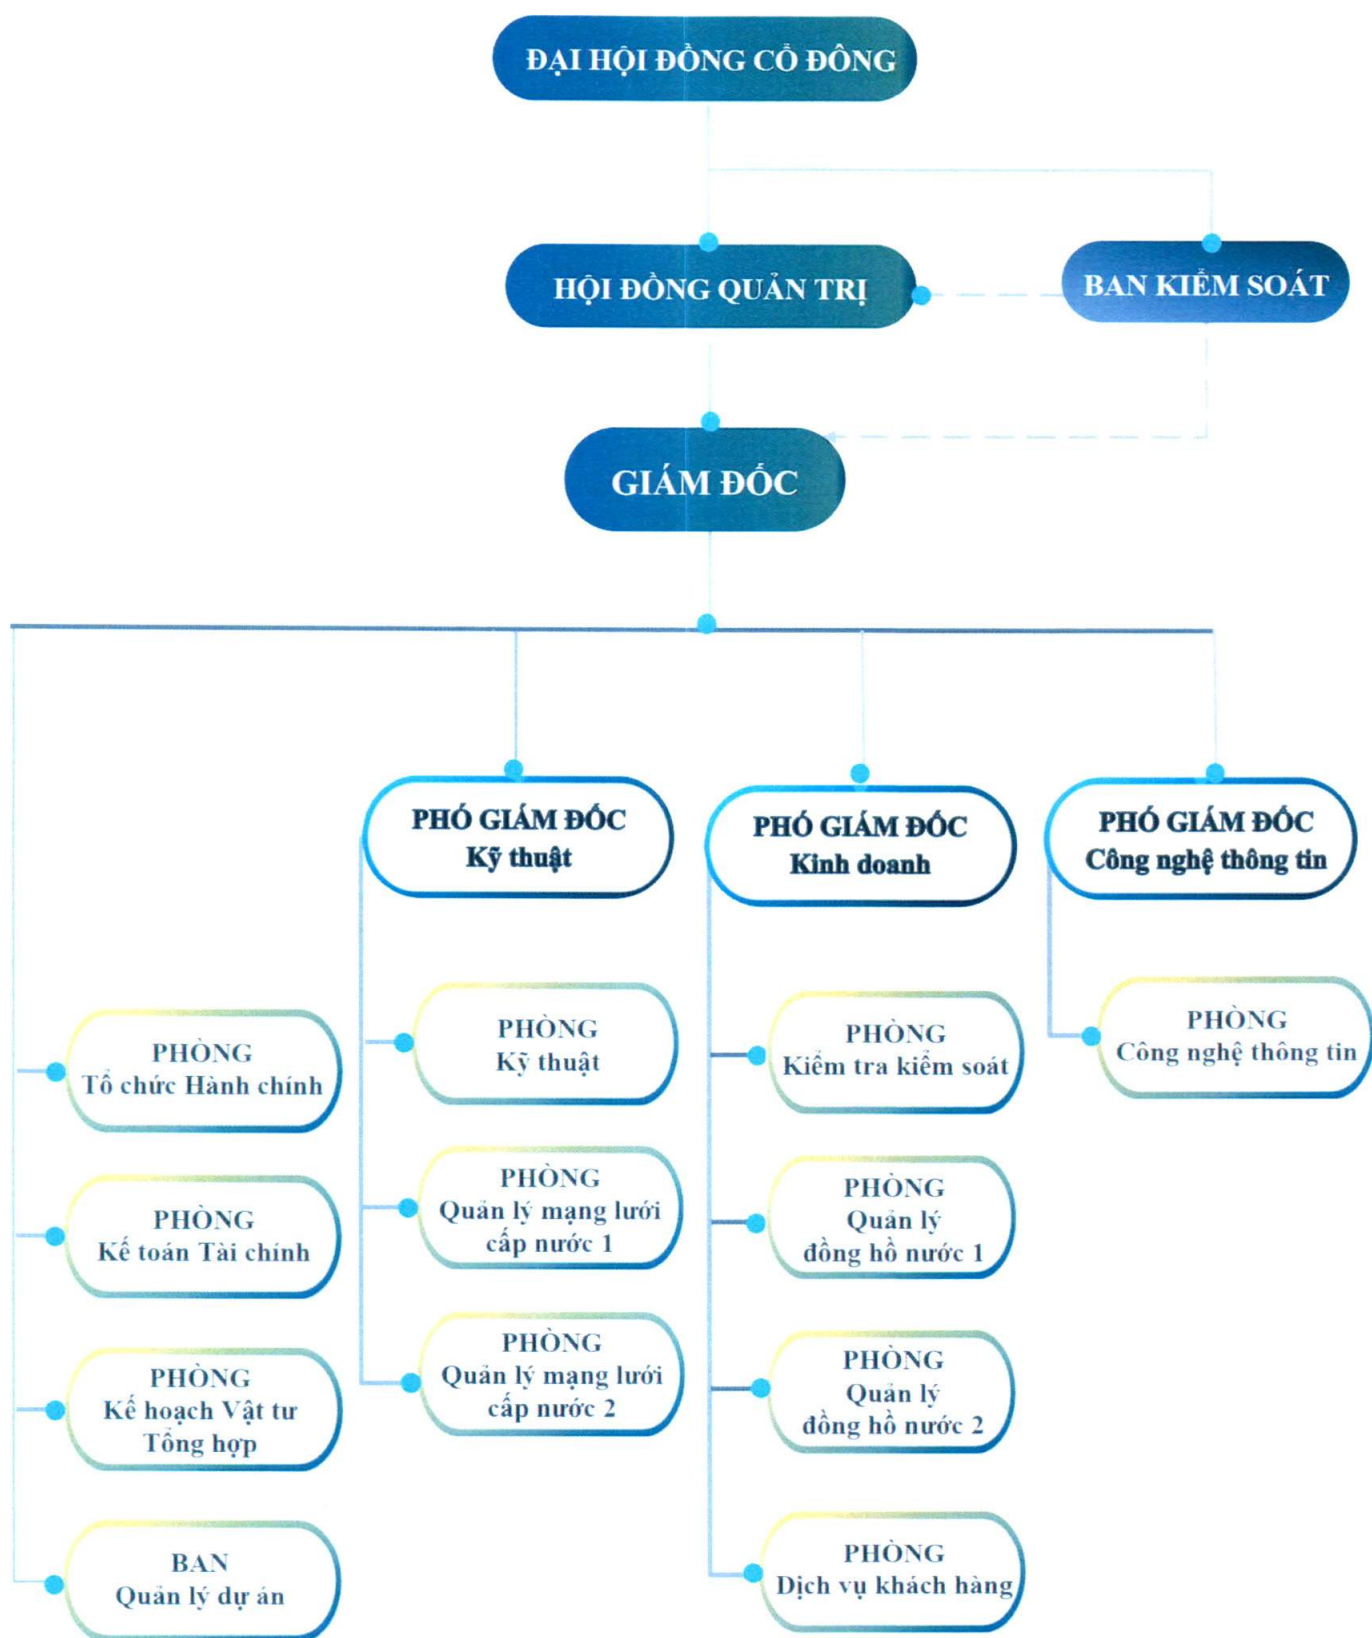 ĐẠI HỘI ĐỒNG CỔ ĐÔNG
HỘI ĐỒNG QUẢN TRỊ
BAN KIỂM SOÁT
GIÁM ĐỐC
PHÓ GIÁM ĐỐC
Kỹ thuật
PHÓ GIÁM ĐỐC
Kinh doanh
PHÓ GIÁM ĐỐC
Công nghệ thông tin
PHÒNG
Tổ chức Hành chính
PHÒNG
Kế toán Tài chính
PHÒNG
Kế hoạch Vật tư
Tổng hợp
BAN
Quản lý dự án
PHÒNG
Kỹ thuật
PHÒNG
Quản lý mạng lưới
cấp nước 1
PHÒNG
Quản lý mạng lưới
cấp nước 2
PHÒNG
Kiểm tra kiểm soát
PHÒNG
Quản lý
đồng hồ nước 1
PHÒNG
Quản lý
đồng hồ nước 2
PHÒNG
Dịch vụ khách hàng
PHÒNG
Công nghệ thông tin